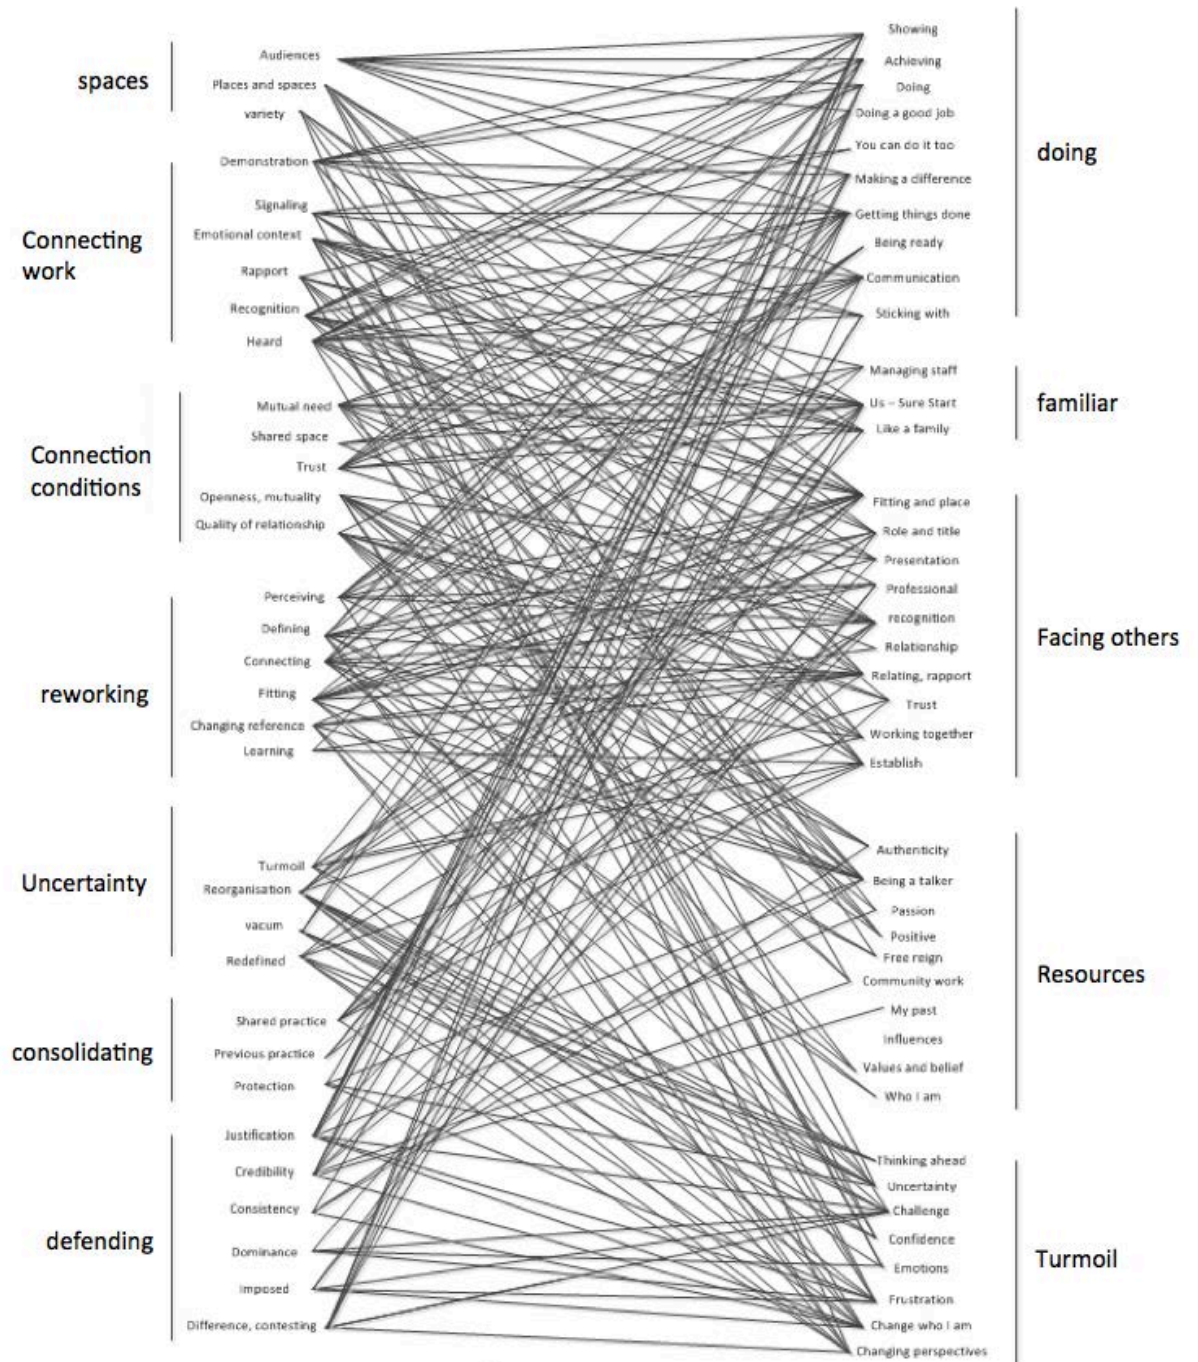 spaces
Audiences
Places and spaces
variety
Connecting
work
Demonstration
Signaling
Emotional context
Rapport
Recognition
Heard
Connection
conditions
Mutual need
Shared space
Trust
Openness, mutuality
Quality of relationship
reworking
Perceiving
Defining
Connecting
Fitting
Changing reference
Learning
Uncertainty
Turmoil
Reorganisation
vacum
Redefined
consolidating
Shared practice
Previous practice
Protection
defending
Justification
Credibility
Consistency
Dominance
Imposed
Difference, contesting
Showing
Achieving
Doing
Doing a good job
You can do it too
Making a difference
Getting things done
Being ready
Communication
Sticking with
doing
Managing staff
Us – Sure Start
Like a family
familiar
Fitting and place
Role and title
Presentation
Professional
recognition
Relationship
Relating, rapport
Trust
Working together
Establish
Facing others
Authenticity
Being a talker
Passion
Positive
Free reign
Community work
My past
Influences
Values and belief
Who I am
Resources
Thinking ahead
Uncertainty
Challenge
Confidence
Emotions
Frustration
Change who I am
Changing perspectives
Turmoil